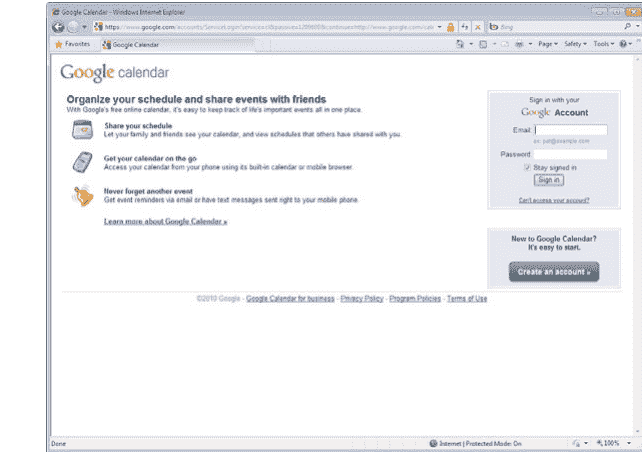 Google Calendar - Windows Internet Explorer
Bing
Favorites
Google Calendar
Page
Safety
Tools
Google calendar
Organize your schedule and share events with friends
With Google's free online calendar, it's easy to keep track of life's important events all in one place.
Share your schedule
Let your family and friends see your calendar, and view schedules that others have shared with you.
Get your calendar on the go
Access your calendar from your phone using its built-in calendar or mobile browser.
Never forget another event
Get event reminders via email or have text messages sent right to your mobile phone.
Learn more about Google Calendar »
Sign in with your
Google Account
Email:
ex: pat@example.com
Password:
Stay signed in
Sign in
Can't access your account?
New to Google Calendar?
It's easy to start.
Create an account »
©2010 Google - Google Calendar for business - Privacy Policy - Program Policies - Terms of Use
Done
Internet | Protected Mode: On
100%